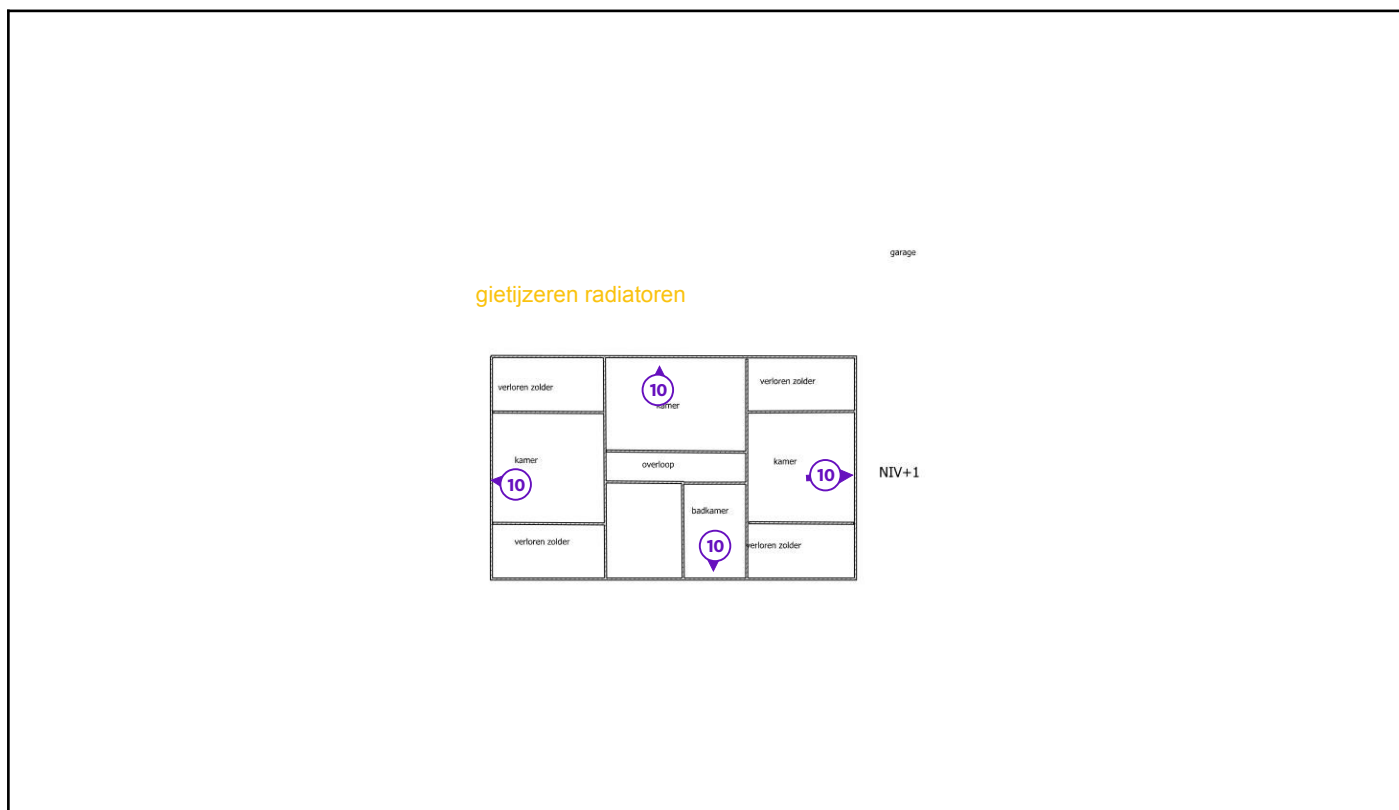 garage
gietijzeren radiatoren
verloren zolder
10
kamer
verloren zolder
kamer
10
overloop
kamer
10
NIV+1
badkamer
verloren zolder
10
verloren zolder